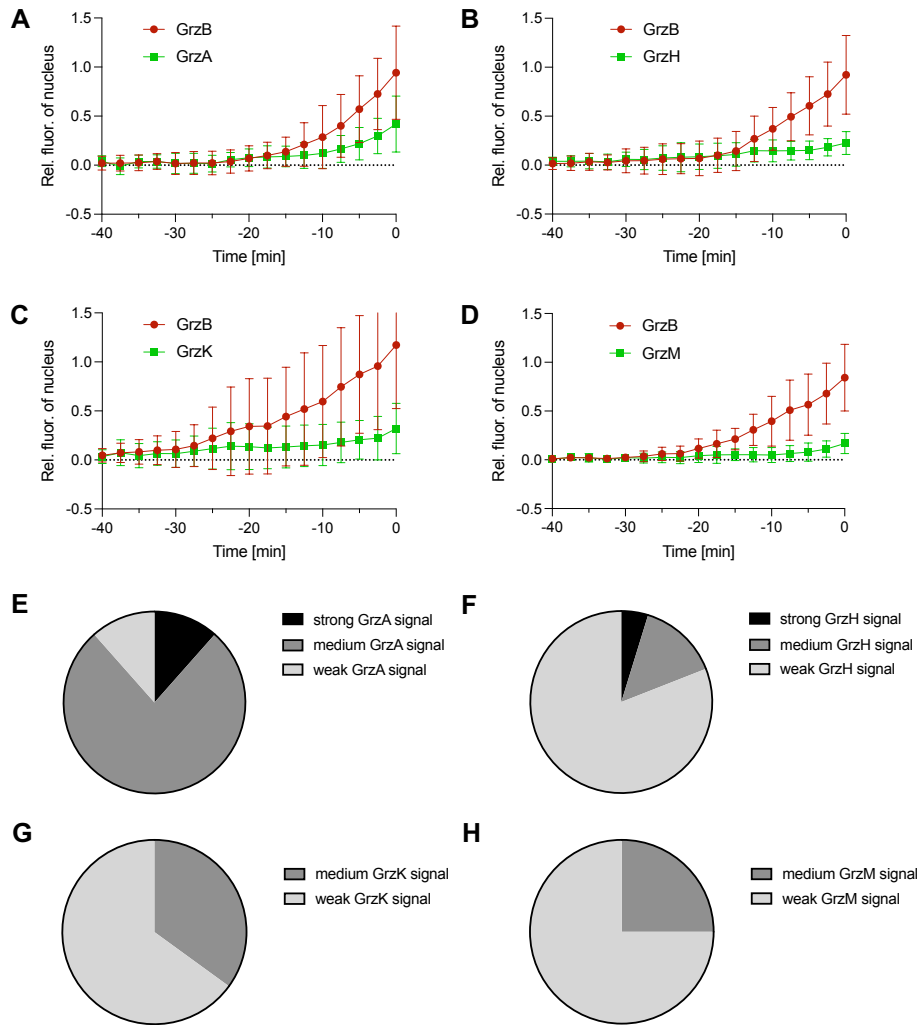 A
GrzB
GrzA
Rel. fluor. of nucleus
1.5
1.0
0.5
0.0
-0.5
-40
-30
-20
-10
0
Time [min]
B
GrzB
GrzH
Rel. fluor. of nucleus
1.5
1.0
0.5
0.0
-0.5
-40
-30
-20
-10
0
Time [min]
C
GrzB
GrzK
Rel. fluor. of nucleus
1.5
1.0
0.5
0.0
-0.5
-40
-30
-20
-10
0
Time [min]
D
GrzB
GrzM
Rel. fluor. of nucleus
1.5
1.0
0.5
0.0
-0.5
-40
-30
-20
-10
0
Time [min]
E
strong GrzA signal
medium GrzA signal
weak GrzA signal
F
strong GrzH signal
medium GrzH signal
weak GrzH signal
G
medium GrzK signal
weak GrzK signal
H
medium GrzM signal
weak GrzM signal